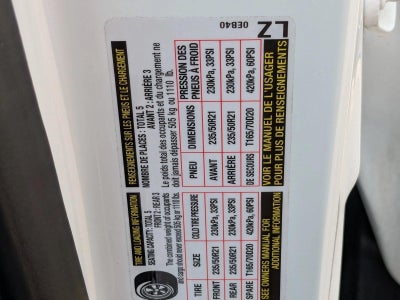 TIRE AND LOADING INFORMATION
SEATING CAPACITY: TOTAL 5 FRONT 2: REAR 3
The combined weight of occupants
and cargo should never exceed 505 kg or 1110 lbs.
TIRE SIZE COLD TIRE PRESSURE
FRONT 235/50R21 230kPa, 33PSI
REAR 235/50R21 230kPa, 33PSI
SPARE T165/70D20 420kPa, 60PSI
SEE OWNERS MANUAL FOR
ADDITIONAL INFORMATION
RENSEIGNEMENTS SUR LES PNEUS ET LE CHARGEMENT
NOMBRE DE PLACES: TOTAL 5 AVANT 2: ARRIÈRE 3
Le poids total des occupants et du chargement ne
doit jamais dépasser 505 kg ou 1110 lb.
PNEU DIMENSIONS PRESSION DES
PNEUS À FROID
AVANT 235/50R21 230kPa, 33PSI
ARRIÈRE 235/50R21 230kPa, 33PSI
DE SECOURS T165/70D20 420kPa, 60PSI
VOIR LE MANUEL DE L'USAGER
POUR PLUS DE RENSEIGNEMENTS
0EB40 LZ